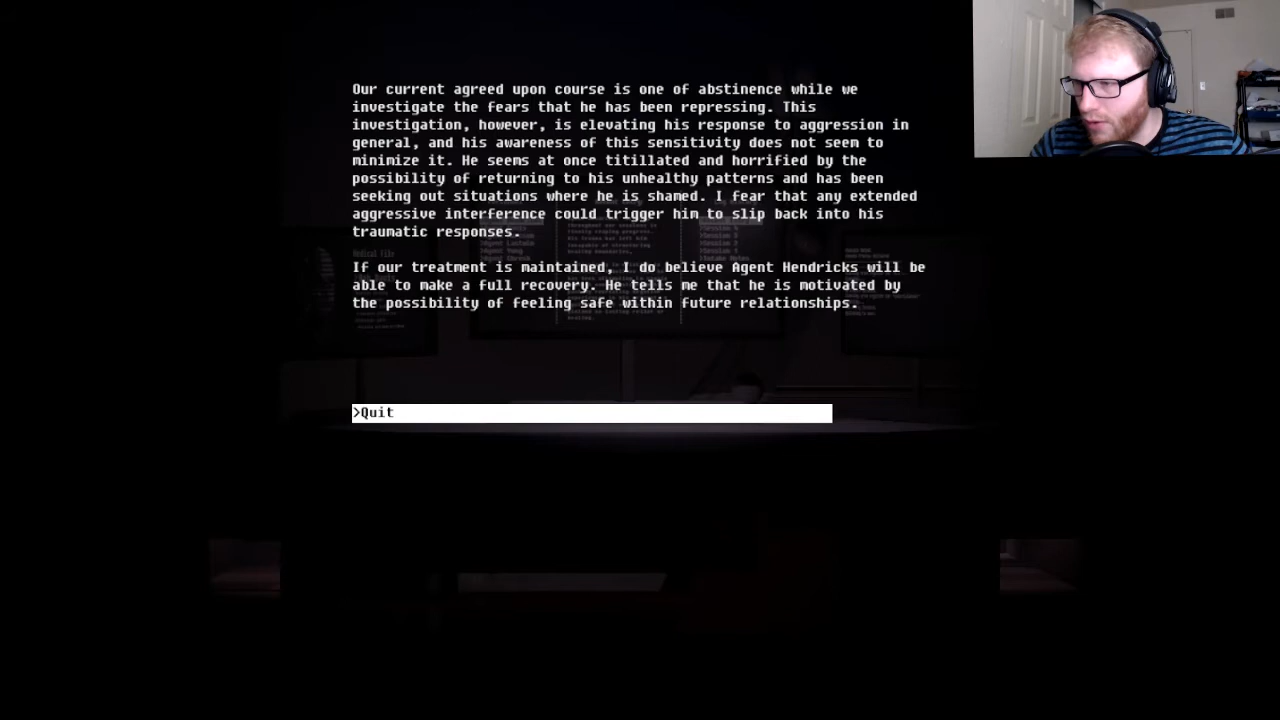 Our current agreed upon course is one of abstinence while we
investigate the fears that he has been repressing. This
investigation, however, is elevating his response to aggression in
general, and his awareness of this sensitivity does not seem to
minimize it. He seems at once titillated and horrified by the
possibility of returning to his unhealthy patterns and has been
seeking out situations where he is shamed. I fear that any extended
aggressive interference could trigger him to slip back into his
traumatic responses.
If our treatment is maintained, I do believe Agent Hendricks will be
able to make a full recovery. He tells me that he is motivated by
the possibility of feeling safe within future relationships.
Medical File
>Quit